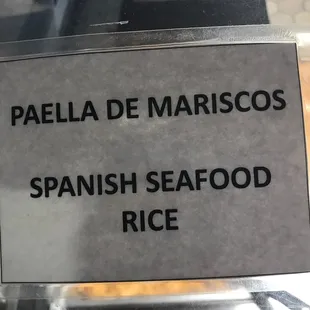 PAELLA DE MARISCOS
SPANISH SEAFOOD
RICE